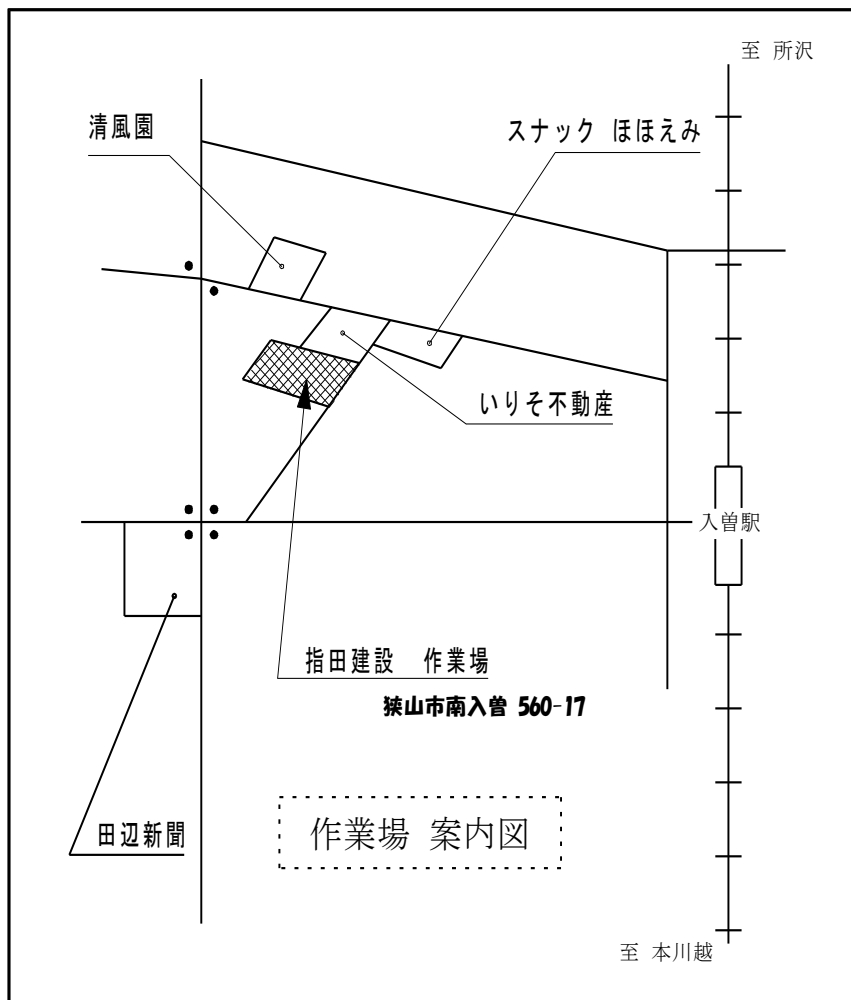 至 所沢
清風園
スナック ほほえみ
いりそ不動産
入曽駅
指田建設 作業場
狭山市南入曽 560-17
田辺新聞
作業場 案内図
至 本川越